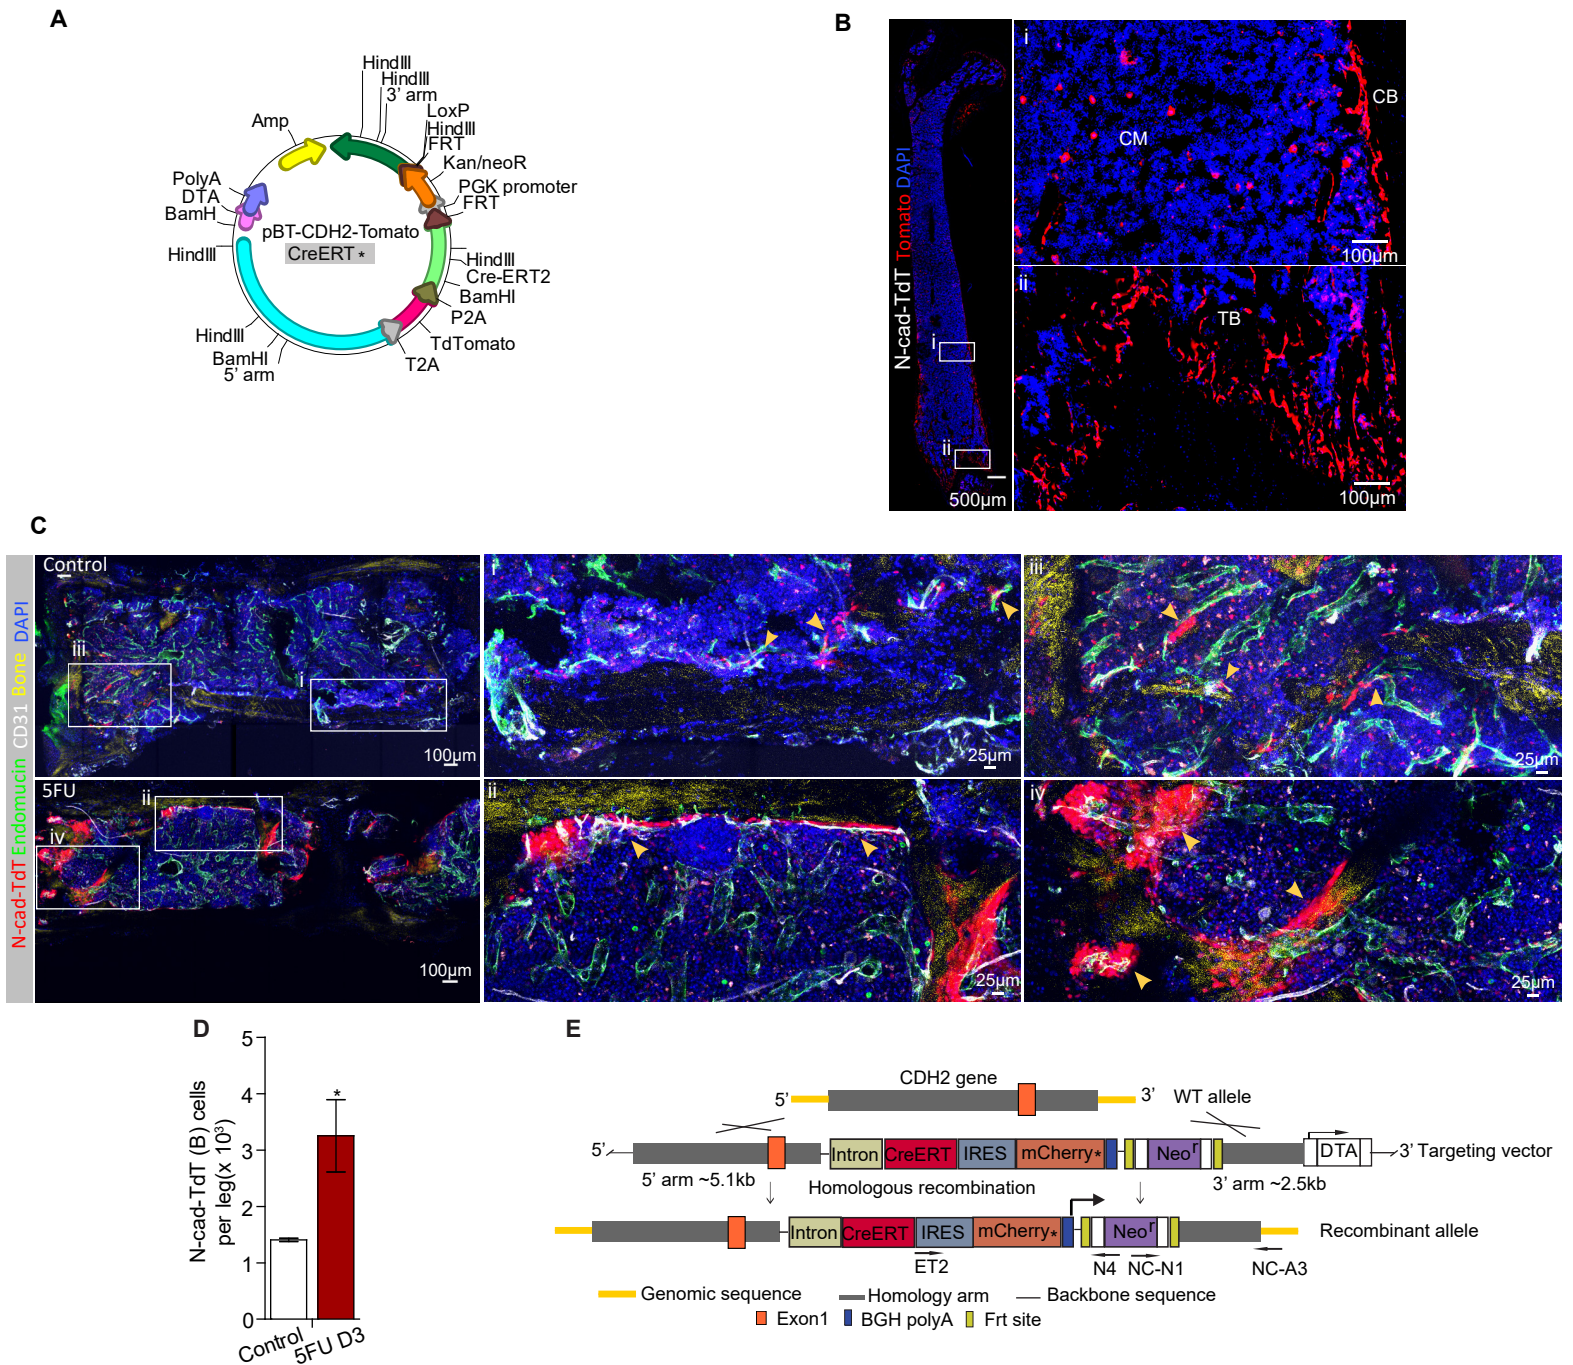 A
HindIII
HindIII
3’ arm
LoxP
HindIII
FRT
Kan/neoR
PGK promoter
FRT
HindIII
Cre-ERT2
BamHI
P2A
TdTomato
T2A
5’ arm
BamHI
HindIII
HindIII
BamH
DTA
PolyA
Amp
pBT-CDH2-Tomato
CreERT *
B
N-cad-TdT Tomato DAPI
i
ii
500µm
i
CM
CB
100µm
ii
TB
100µm
C
N-cad-TdT Endomucin CD31 Bone DAPI
Control
iii
i
100µm
i
25µm
iii
25µm
5FU
ii
iv
100µm
ii
25µm
iv
25µm
D
N-cad-TdT (B) cells
per leg(x 10³)
5
4
3
2
1
0
*
Control
5FU D3
E
CDH2 gene
5’
3’
WT allele
5’
Intron
CreERT
IRES
mCherry*
Neoʳ
DTA
3’ Targeting vector
5’ arm ~5.1kb
Homologous recombination
3’ arm ~2.5kb
Intron
CreERT
IRES
mCherry*
Neoʳ
Recombinant allele
ET2
N4
NC-N1
NC-A3
Genomic sequence
Homology arm
Backbone sequence
Exon1
BGH polyA
Frt site